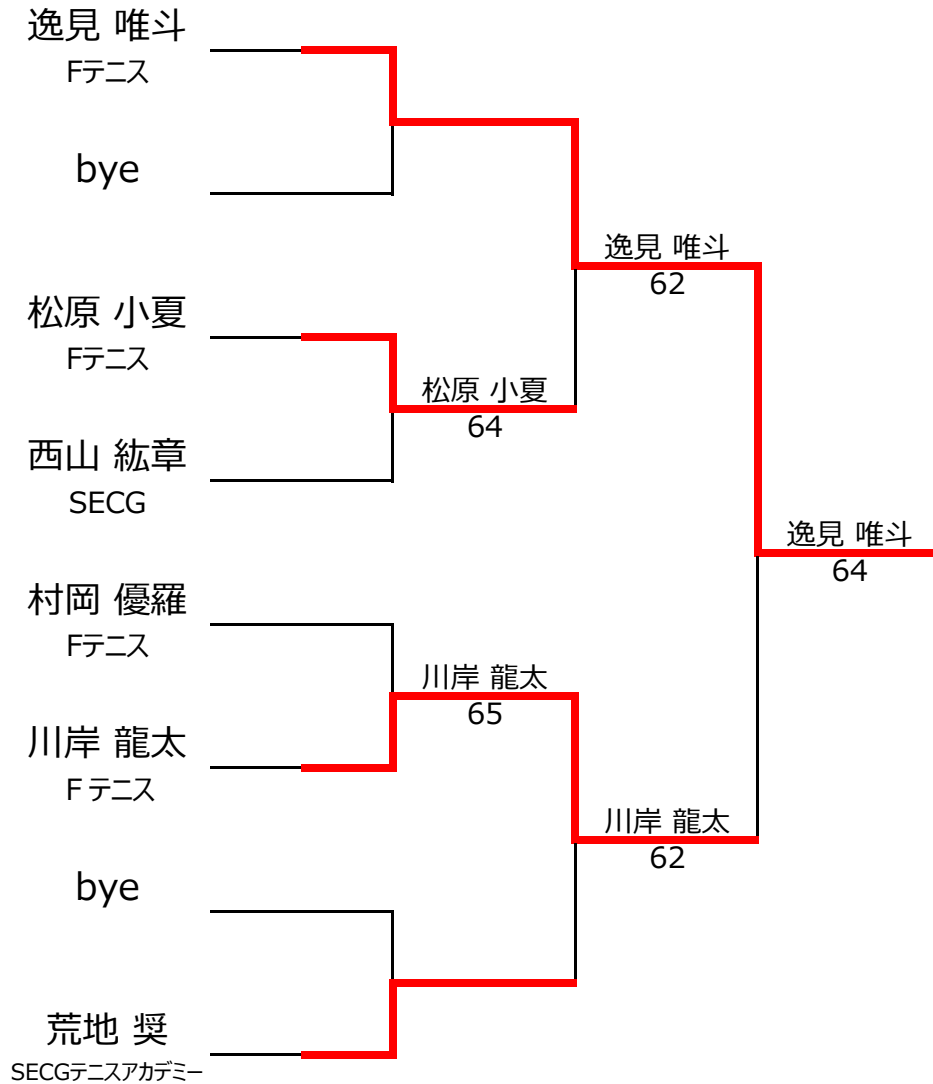 逸見 唯斗
Fテニス
bye
逸見 唯斗
62
松原 小夏
Fテニス
松原 小夏
64
西山 紘章
SECG
逸見 唯斗
64
村岡 優羅
Fテニス
川岸 龍太
65
川岸 龍太
F テニス
川岸 龍太
62
bye
荒地 奨
SECGテニスアカデミー